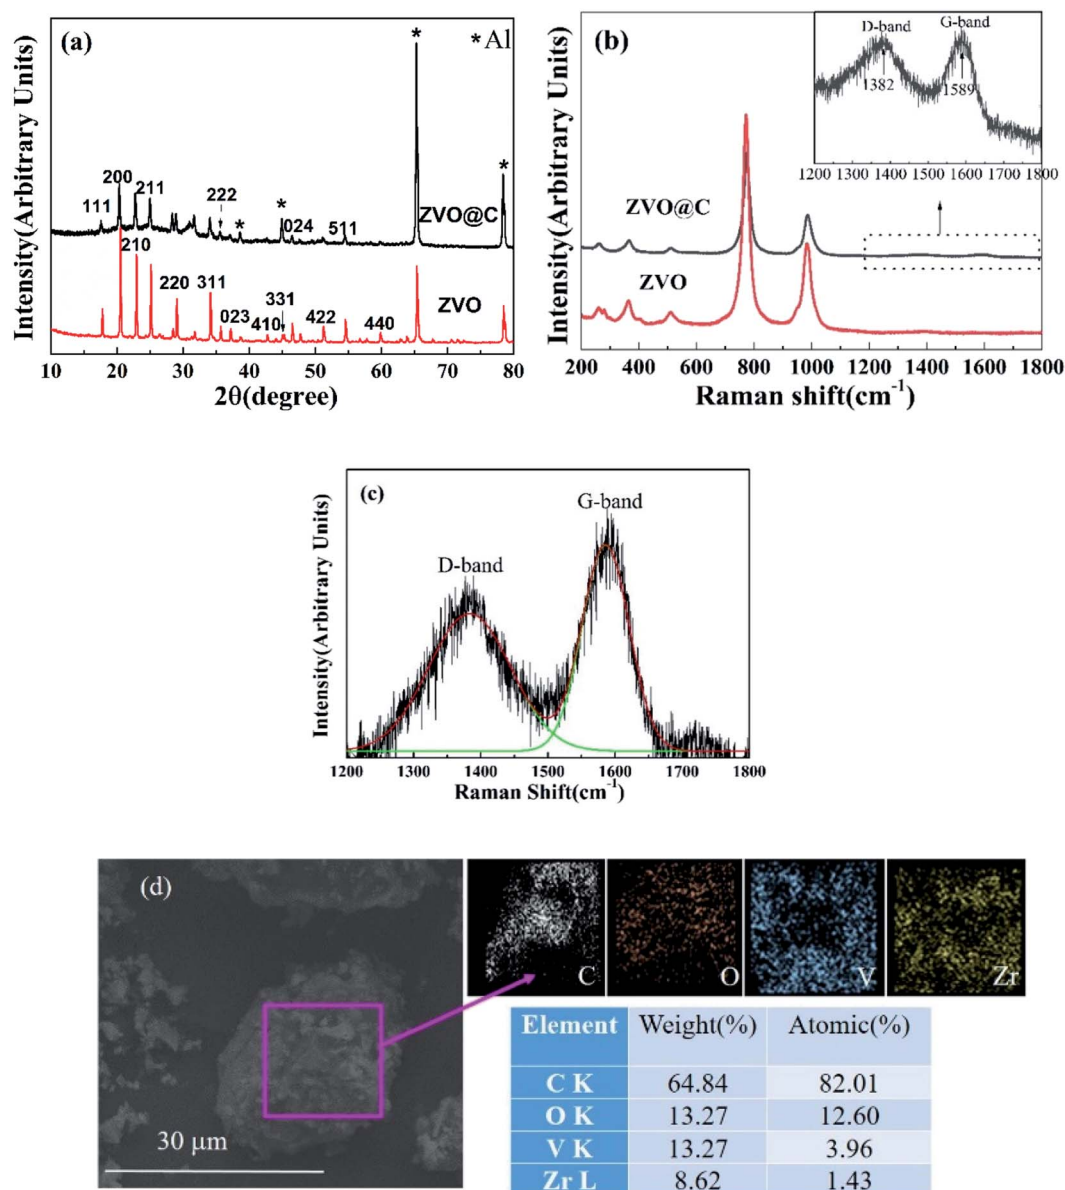 (a)
* Al
Intensity(Arbitrary Units)
*
*
200
211
111
222
*
*
024
511
ZVO@C
210
220
311
023
331
410
422
440
ZVO
10 20 30 40 50 60 70 80
2θ(degree)
(b)
Intensity(Arbitrary Units)
D-band
G-band
1382
1589
1200 1300 1400 1500 1600 1700 1800
ZVO@C
ZVO
200 400 600 800 1000 1200 1400 1600 1800
Raman shift(cm-1)
(c)
Intensity(Arbitrary Units)
G-band
D-band
1200 1300 1400 1500 1600 1700 1800
Raman Shift(cm-1)
(d)
30 μm
C
O
V
Zr
Element Weight(%) Atomic(%)
C K 64.84 82.01
O K 13.27 12.60
V K 13.27 3.96
Zr L 8.62 1.43